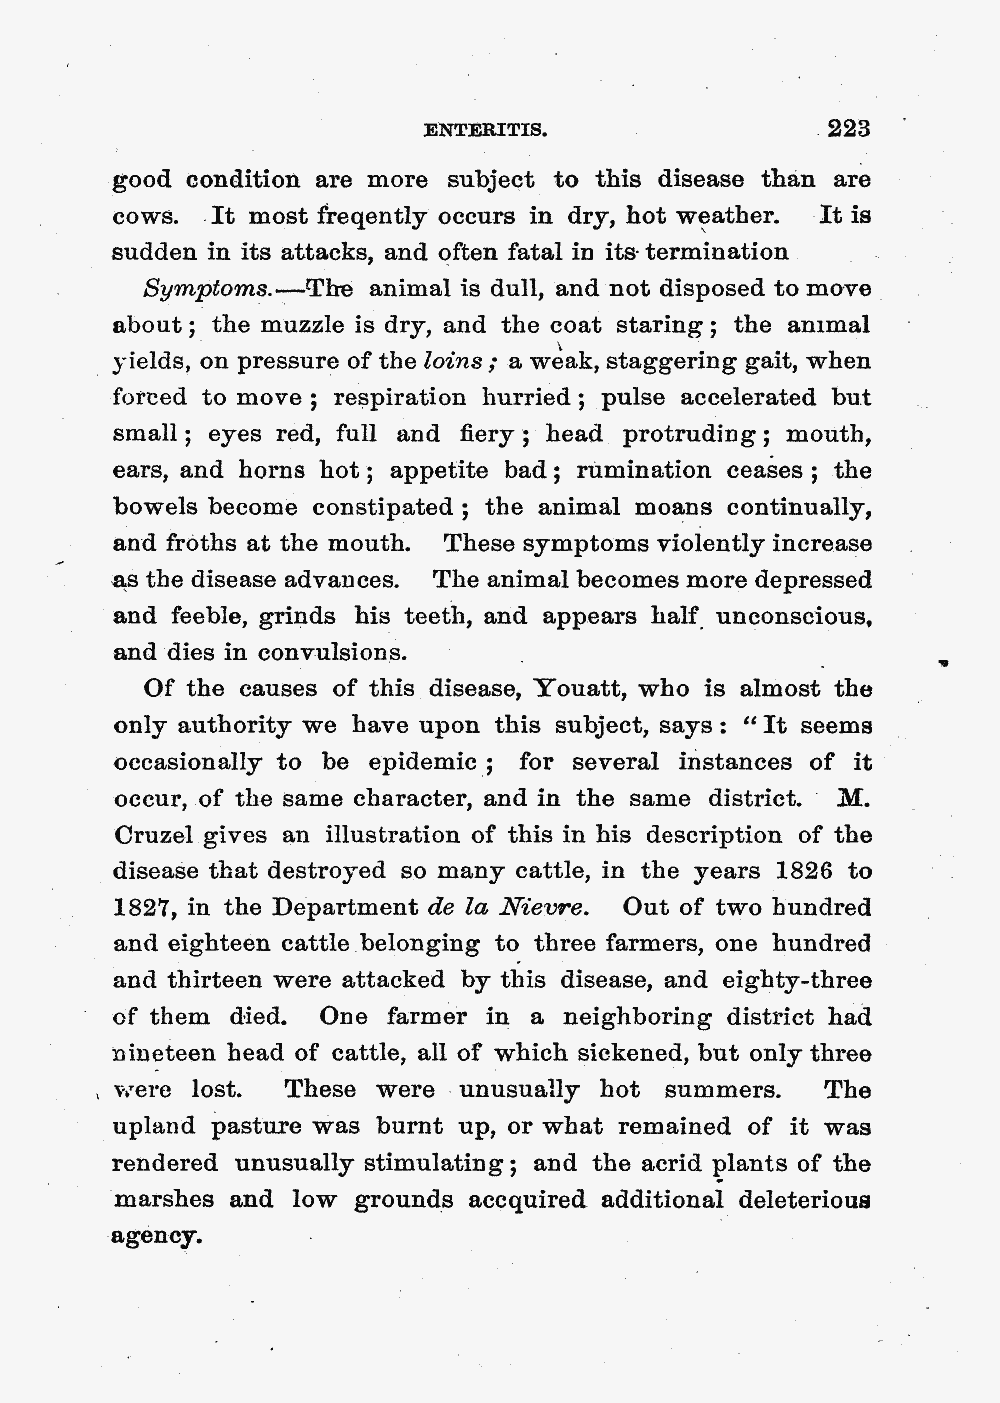 ENTERITIS. 223
good condition are more subject to this disease than are
cows. It most freqently occurs in dry, hot weather. It is
sudden in its attacks, and often fatal in its termination
Symptoms.—The animal is dull, and not disposed to move
about; the muzzle is dry, and the coat staring; the animal
yields, on pressure of the loins; a weak, staggering gait, when
forced to move; respiration hurried; pulse accelerated but
small; eyes red, full and fiery; head protruding; mouth,
ears, and horns hot; appetite bad; rumination ceases; the
bowels become constipated; the animal moans continually,
and froths at the mouth. These symptoms violently increase
as the disease advances. The animal becomes more depressed
and feeble, grinds his teeth, and appears half unconscious,
and dies in convulsions.
Of the causes of this disease, Youatt, who is almost the
only authority we have upon this subject, says: “It seems
occasionally to be epidemic; for several instances of it
occur, of the same character, and in the same district. M.
Cruzel gives an illustration of this in his description of the
disease that destroyed so many cattle, in the years 1826 to
1827, in the Department de la Nievre. Out of two hundred
and eighteen cattle belonging to three farmers, one hundred
and thirteen were attacked by this disease, and eighty-three
of them died. One farmer in a neighboring district had
nineteen head of cattle, all of which sickened, but only three
were lost. These were unusually hot summers. The
upland pasture was burnt up, or what remained of it was
rendered unusually stimulating; and the acrid plants of the
marshes and low grounds accquired additional deleterious
agency.